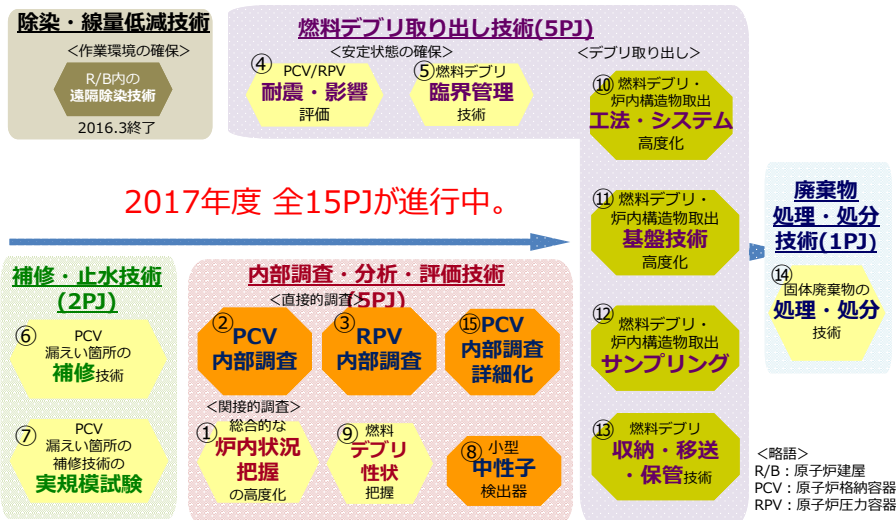 除染・線量低減技術
＜作業環境の確保＞
R/B内の
遠隔除染技術
2016.3終了
燃料デブリ取り出し技術(5PJ)
＜安定状態の確保＞
④ PCV/RPV
耐震・影響
評価
⑤燃料デブリ
臨界管理
技術
＜デブリ取り出し＞
⑩ 燃料デブリ・
炉内構造物取出
工法・システム
高度化
⑪ 燃料デブリ・
炉内構造物取出
基盤技術
高度化
⑫ 燃料デブリ・
炉内構造物取出
サンプリング
⑬ 燃料デブリ
収納・移送
・保管技術
2017年度 全15PJが進行中。
廃棄物
処理・処分
技術(1PJ)
⑭
固体廃棄物の
処理・処分
技術
補修・止水技術
(2PJ)
⑥ PCV
漏えい箇所の
補修技術
⑦ PCV
漏えい箇所の
補修技術の
実規模試験
内部調査・分析・評価技術
(5PJ)
＜直接的調査＞
②PCV
内部調査
③RPV
内部調査
⑮PCV
内部調査
詳細化
＜関接的調査＞
① 総合的な
炉内状況
把握
の高度化
⑨ 燃料
デブリ
性状
把握
⑧ 小型
中性子
検出器
＜略語＞
R/B：原子炉建屋
PCV：原子炉格納容器
RPV：原子炉圧力容器